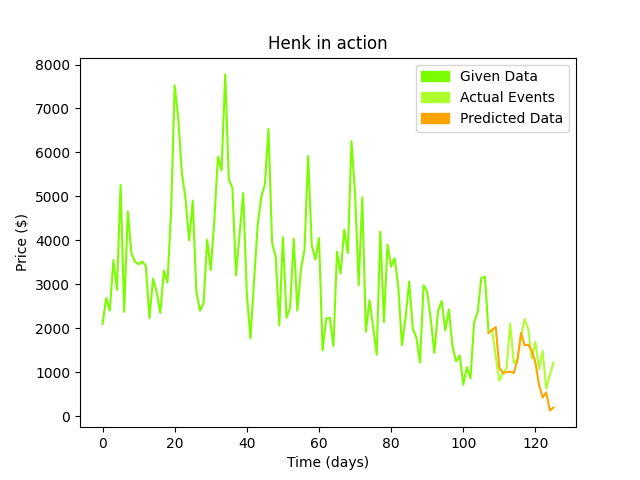 Henk in action
Given Data
Actual Events
Predicted Data
8000
7000
6000
5000
4000
3000
2000
1000
0
Price ($)
0 20 40 60 80 100 120
Time (days)